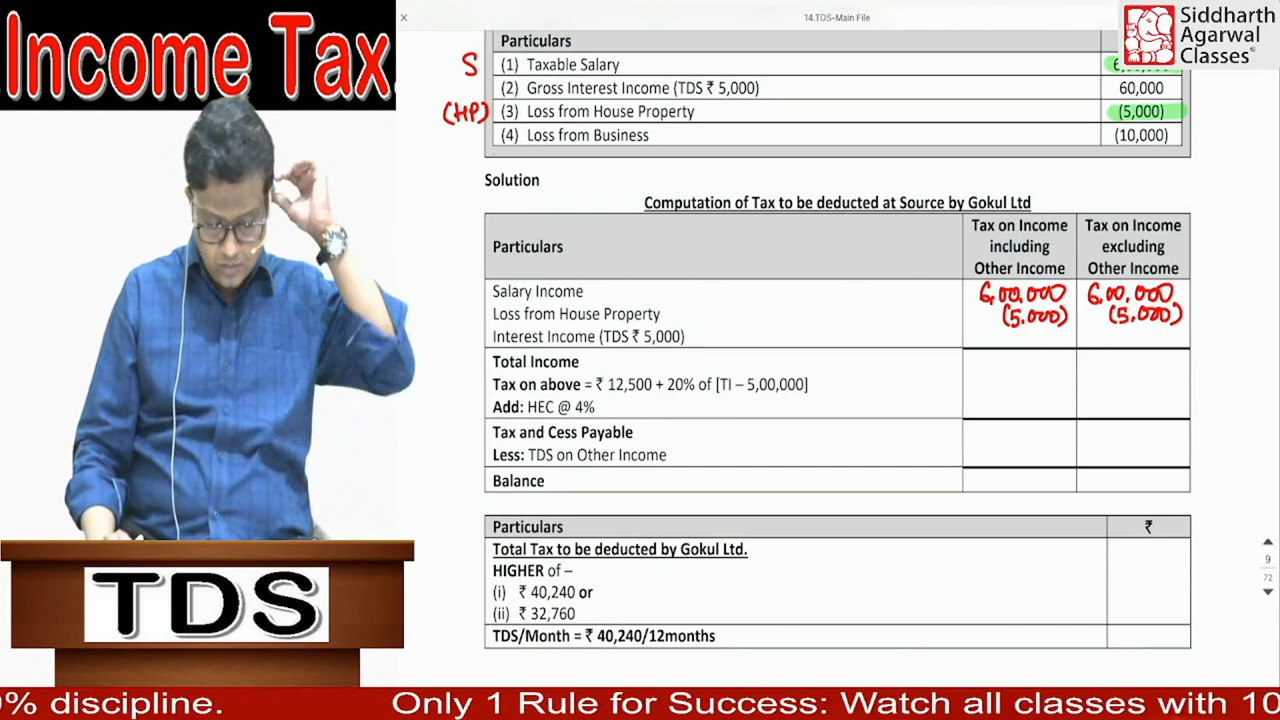 Income Tax.
TDS
14.TDS-Main File
Siddharth
Agarwal
Classes
Particulars
S (1) Taxable Salary
(2) Gross Interest Income (TDS ₹ 5,000) 60,000
(HP) (3) Loss from House Property (5,000)
(4) Loss from Business (10,000)
Solution
Computation of Tax to be deducted at Source by Gokul Ltd
Particulars
Tax on Income
including
Other Income
Tax on Income
excluding
Other Income
Salary Income 6,00,000 6,00,000
Loss from House Property (5,000) (5,000)
Interest Income (TDS ₹ 5,000)
Total Income
Tax on above = ₹ 12,500 + 20% of [TI – 5,00,000]
Add: HEC @ 4%
Tax and Cess Payable
Less: TDS on Other Income
Balance
Particulars ₹
Total Tax to be deducted by Gokul Ltd.
HIGHER of –
(i) ₹ 40,240 or
(ii) ₹ 32,760
TDS/Month = ₹ 40,240/12months
9
72
% discipline. Only 1 Rule for Success: Watch all classes with 10